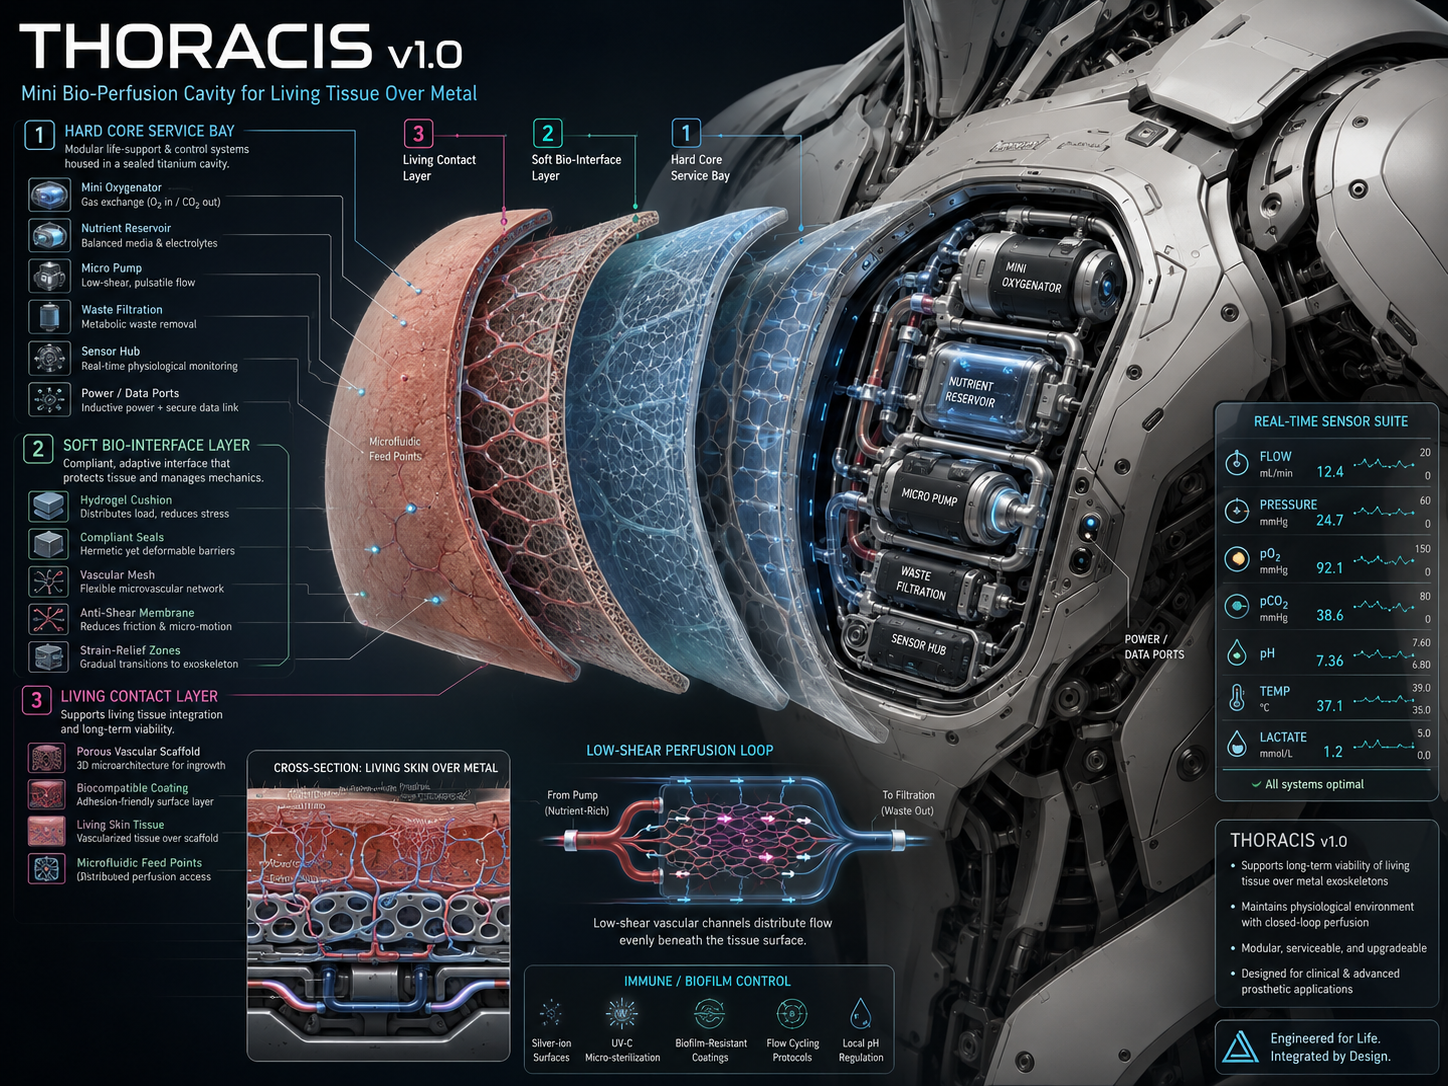 THORACIS v1.0
Mini Bio-Perfusion Cavity for Living Tissue Over Metal
1 HARD CORE SERVICE BAY
Modular life-support & control systems
housed in a sealed titanium cavity.
Mini Oxygenator
Gas exchange (O₂ in / CO₂ out)
Nutrient Reservoir
Balanced media & electrolytes
Micro Pump
Low-shear, pulsatile flow
Waste Filtration
Metabolic waste removal
Sensor Hub
Real-time physiological monitoring
Power / Data Ports
Inductive power + secure data link
2 SOFT BIO-INTERFACE LAYER
Compliant, adaptive interface that
protects tissue and manages mechanics.
Hydrogel Cushion
Distributes load, reduces stress
Compliant Seals
Hermetic yet deformable barriers
Vascular Mesh
Flexible microvascular network
Anti-Shear Membrane
Reduces friction & micro-motion
Strain-Relief Zones
Gradual transitions to exoskeleton
3 LIVING CONTACT LAYER
Supports living tissue integration
and long-term viability.
Porous Vascular Scaffold
3D microarchitecture for ingrowth
Biocompatible Coating
Adhesion-friendly surface layer
Living Skin Tissue
Vascularized tissue over scaffold
Microfluidic Feed Points
(Distributed perfusion access
3
Living Contact
Layer
2
Soft Bio-Interface
Layer
1
Hard Core
Service Bay
Microfluidic
Feed Points
MINI
OXYGENATOR
NUTRIENT
RESERVOIR
MICRO PUMP
WASTE
FILTRATION
SENSOR HUB
POWER /
DATA PORTS
CROSS-SECTION: LIVING SKIN OVER METAL
LOW-SHEAR PERFUSION LOOP
From Pump
(Nutrient-Rich)
To Filtration
(Waste Out)
Low-shear vascular channels distribute flow
evenly beneath the tissue surface.
IMMUNE / BIOFILM CONTROL
Silver-ion
Surfaces
UV
UV-C
Micro-sterilization
Biofilm-Resistant
Coatings
Flow Cycling
Protocols
Local pH
Regulation
REAL-TIME SENSOR SUITE
FLOW
mL/min
12.4
20
0
PRESSURE
mmHg
24.7
60
0
pO₂
mmHg
92.1
150
0
pCO₂
mmHg
38.6
80
0
pH
7.36
7.60
6.80
TEMP
°C
37.1
39.0
35.0
LACTATE
mmol/L
1.2
5.0
0.0
All systems optimal
THORACIS v1.0
• Supports long-term viability of living
tissue over metal exoskeletons
• Maintains physiological environment
with closed-loop perfusion
• Modular, serviceable, and upgradeable
• Designed for clinical & advanced
prosthetic applications
Engineered for Life.
Integrated by Design.